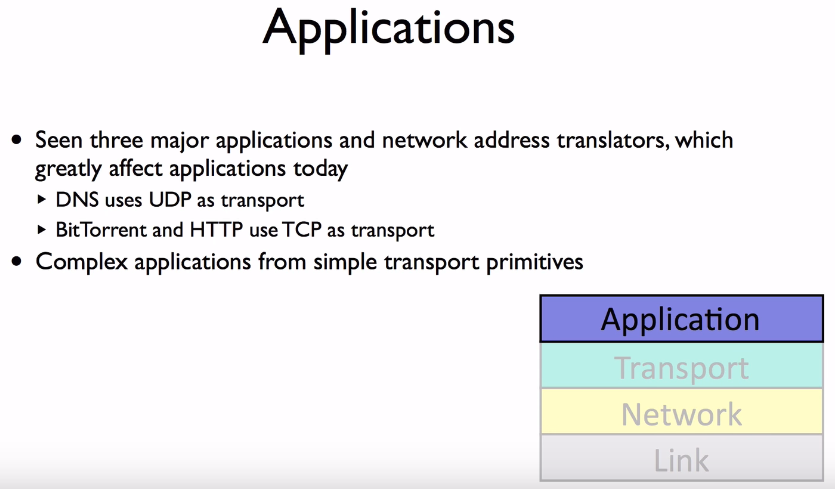 Applications
• Seen three major applications and network address translators, which
greatly affect applications today
‣ DNS uses UDP as transport
‣ BitTorrent and HTTP use TCP as transport
• Complex applications from simple transport primitives
Application
Transport
Network
Link